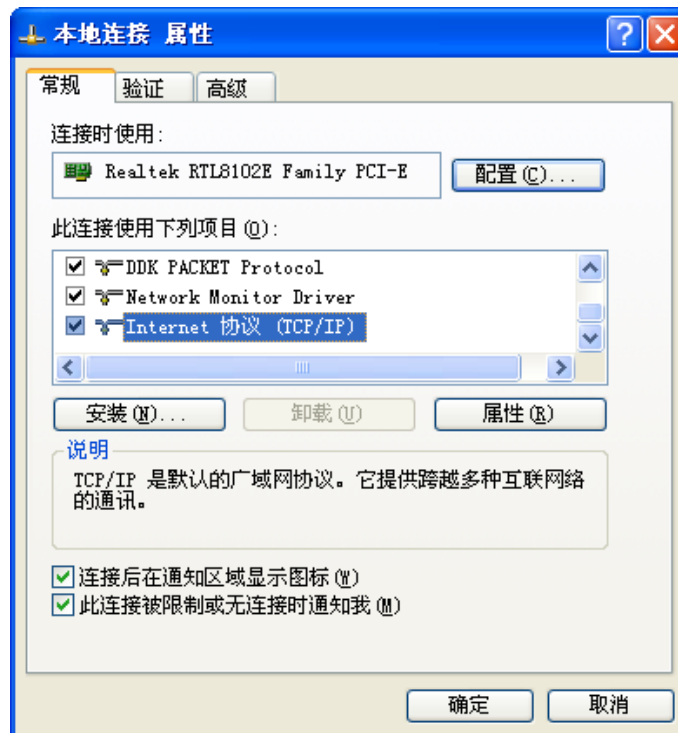 本地连接 属性
常规 验证 高级
连接时使用:
Realtek RTL8102E Family PCI-E 配置(C)...
此连接使用下列项目(O):
DDK PACKET Protocol
Network Monitor Driver
Internet 协议 (TCP/IP)
安装(N)... 卸载(U) 属性(R)
说明
TCP/IP 是默认的广域网协议。它提供跨越多种互联网络
的通讯。
连接后在通知区域显示图标(W)
此连接被限制或无连接时通知我(M)
确定 取消